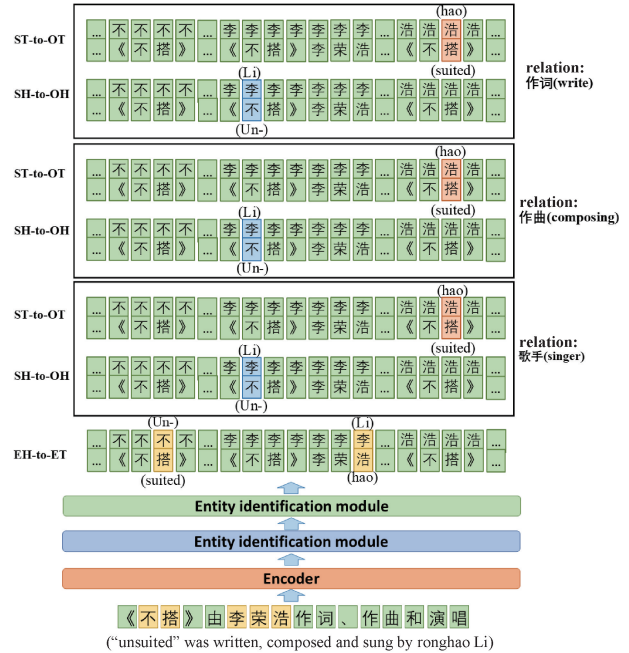 (hao)
ST-to-OT
... 不 不 不 不 ... 李 李 李 李 李 李 李 ... 浩 浩 浩 浩 ...
... 《 不 搭 》 ... 《 不 搭 》 李 荣 浩 ... 《 不 搭 》 ...
(Li) (suited)
SH-to-OH
... 不 不 不 不 ... 李 李 李 李 李 李 李 ... 浩 浩 浩 浩 ...
... 《 不 搭 》 ... 《 不 搭 》 李 荣 浩 ... 《 不 搭 》 ...
(Un-)
relation:
作词(write)
(hao)
ST-to-OT
... 不 不 不 不 ... 李 李 李 李 李 李 李 ... 浩 浩 浩 浩 ...
... 《 不 搭 》 ... 《 不 搭 》 李 荣 浩 ... 《 不 搭 》 ...
(Li) (suited)
SH-to-OH
... 不 不 不 不 ... 李 李 李 李 李 李 李 ... 浩 浩 浩 浩 ...
... 《 不 搭 》 ... 《 不 搭 》 李 荣 浩 ... 《 不 搭 》 ...
(Un-)
relation:
作曲(composing)
(hao)
ST-to-OT
... 不 不 不 不 ... 李 李 李 李 李 李 李 ... 浩 浩 浩 浩 ...
... 《 不 搭 》 ... 《 不 搭 》 李 荣 浩 ... 《 不 搭 》 ...
(Li) (suited)
SH-to-OH
... 不 不 不 不 ... 李 李 李 李 李 李 李 ... 浩 浩 浩 浩 ...
... 《 不 搭 》 ... 《 不 搭 》 李 荣 浩 ... 《 不 搭 》 ...
(Un-)
relation:
歌手(singer)
(Un-) (Li)
EH-to-ET
... 不 不 不 不 ... 李 李 李 李 李 李 李 ... 浩 浩 浩 浩 ...
... 《 不 搭 》 ... 《 不 搭 》 李 荣 浩 ... 《 不 搭 》 ...
(suited) (hao)
Entity identification module
Entity identification module
Encoder
《不搭》由李荣浩作词、作曲和演唱
(“unsuited” was written, composed and sung by ronghao Li)